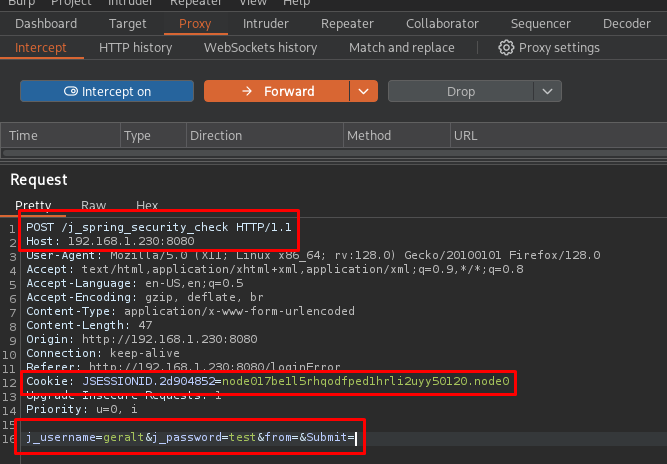 Burp Project Intruder Repeater View Help
Dashboard Target Proxy Intruder Repeater Collaborator Sequencer Decoder
Intercept HTTP history WebSockets history Match and replace Proxy settings
Intercept on Forward Drop
Time Type Direction Method URL
Request
Pretty Raw Hex
1 POST /j_spring_security_check HTTP/1.1
2 Host: 192.168.1.230:8080
3 User-Agent: Mozilla/5.0 (X11; Linux x86_64; rv:128.0) Gecko/20100101 Firefox/128.0
4 Accept: text/html,application/xhtml+xml,application/xml;q=0.9,*/*;q=0.8
5 Accept-Language: en-US,en;q=0.5
6 Accept-Encoding: gzip, deflate, br
7 Content-Type: application/x-www-form-urlencoded
8 Content-Length: 47
9 Origin: http://192.168.1.230:8080
10 Connection: keep-alive
11 Referer: http://192.168.1.230:8080/loginError
12 Cookie: JSESSIONID.2d904852=node017be1l5rhqodfped1hrli2uyy50120.node0
13 Upgrade-Insecure-Requests: 1
14 Priority: u=0, i
15
16 j_username=geralt&j_password=test&from=&Submit=